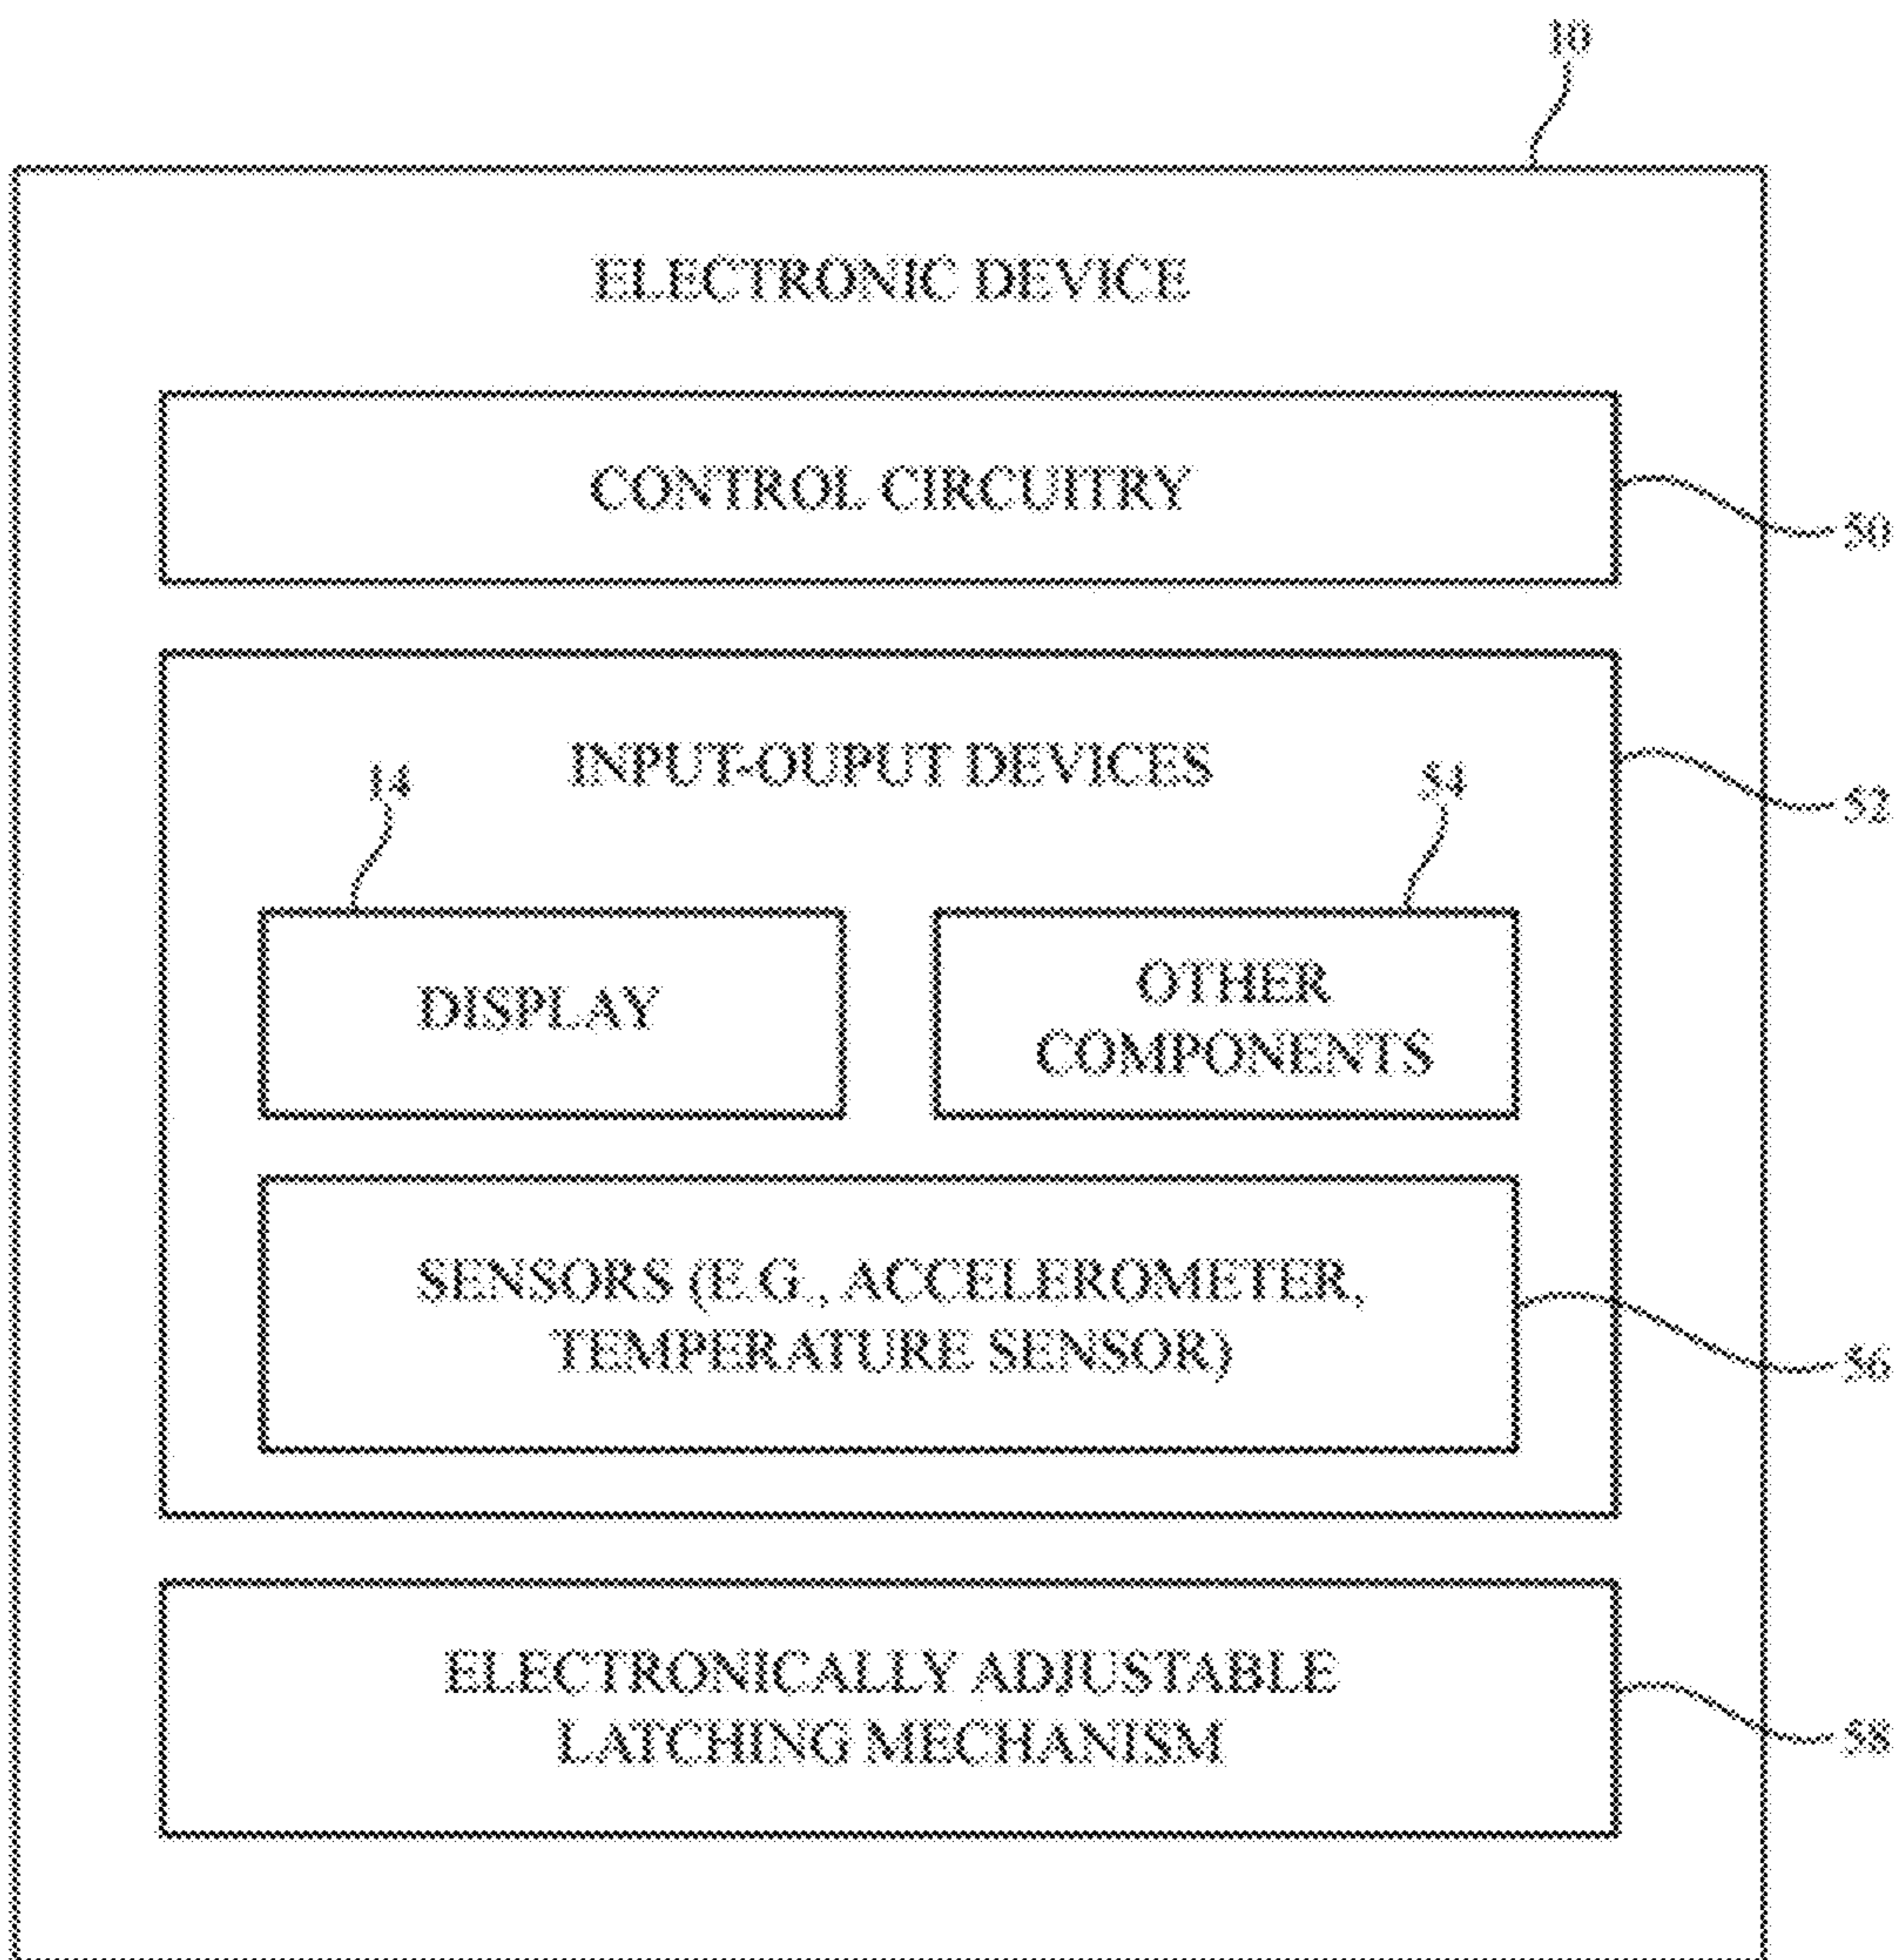 10
ELECTRONIC DEVICE
CONTROL CIRCUITRY
50
INPUT-OUPUT DEVICES
52
14
54
DISPLAY
OTHER
COMPONENTS
SENSORS (E.G., ACCELEROMETER,
TEMPERATURE SENSOR)
56
ELECTRONICALLY ADJUSTABLE
LATCHING MECHANISM
58